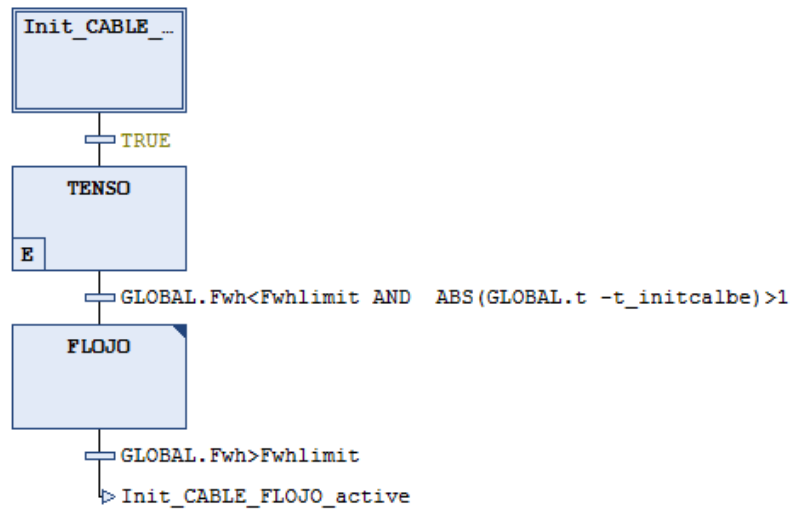 Init_CABLE_…
TRUE
TENSO
E
GLOBAL.Fwh<Fwhlimit AND  ABS(GLOBAL.t -t_initcalbe)>1
FLOJO
GLOBAL.Fwh>Fwhlimit
Init_CABLE_FLOJO_active